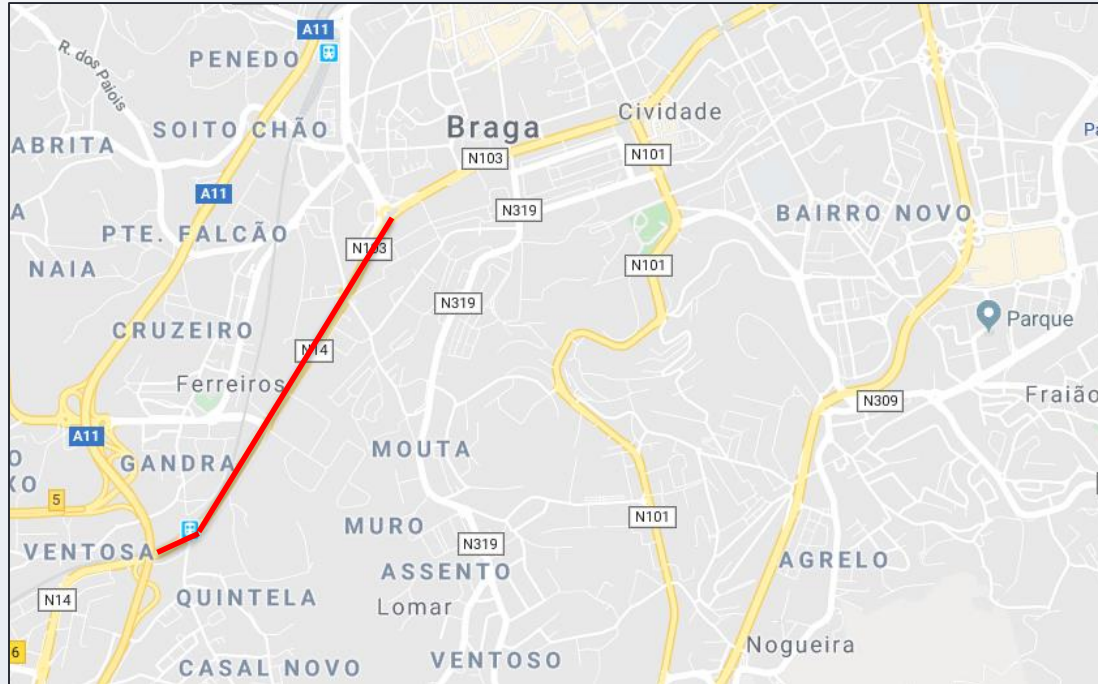 A11
PENEDO
R. dos Paiois
Cividade
SOITO CHÃO
Braga
ABRITA
N103
N101
A11
N319
A
PTE. FALCÃO
BAIRRO NOVO
N103
NAIA
N101
N319
Parque
CRUZEIRO
N14
Ferreiros
Fraião
N309
A11
MOUTA
GANDRA
5
N101
MURO
VENTOSA
N319
AGRELO
ASSENTO
N14
QUINTELA
Lomar
Nogueira
6
CASAL NOVO
VENTOSO